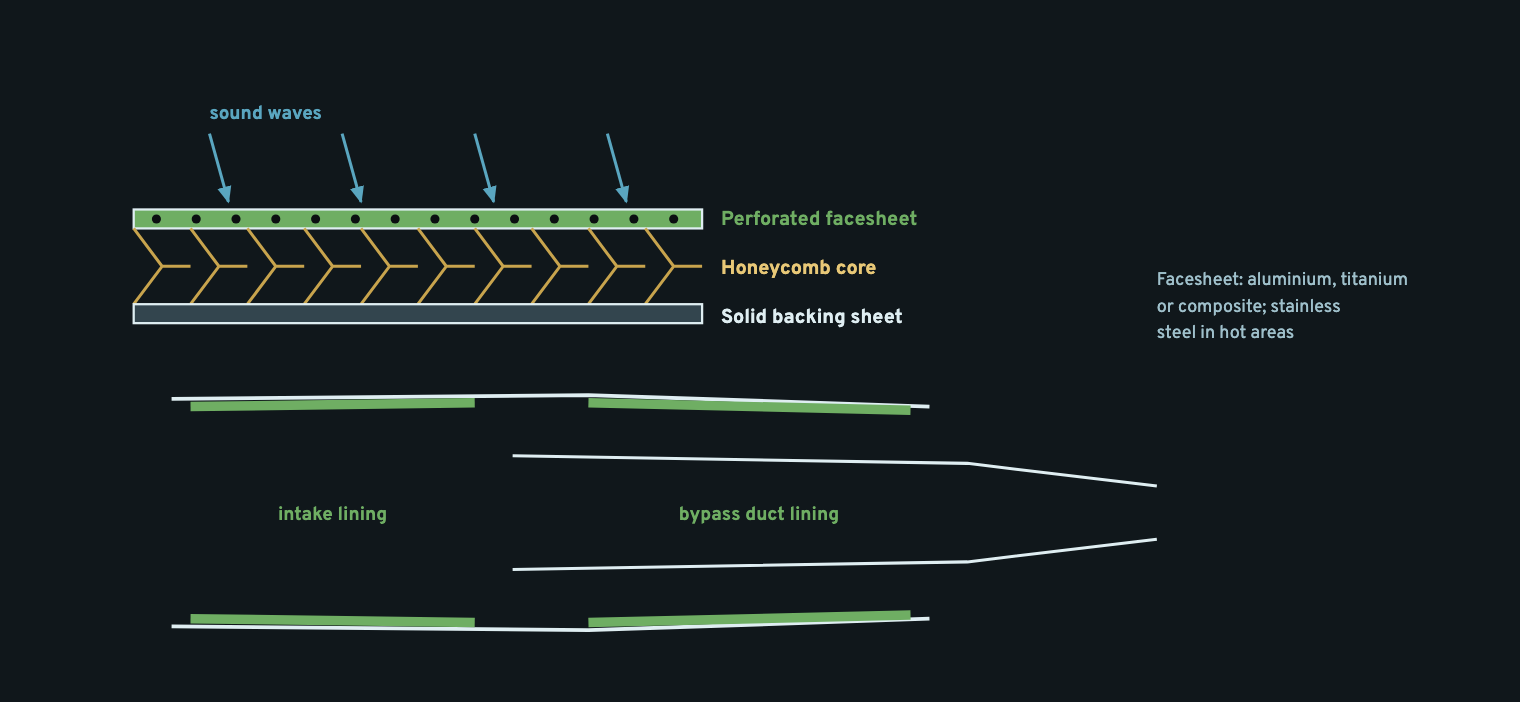 sound waves
Perforated facesheet
Honeycomb core
Solid backing sheet
Facesheet: aluminium, titanium
or composite; stainless
steel in hot areas
intake lining
bypass duct lining